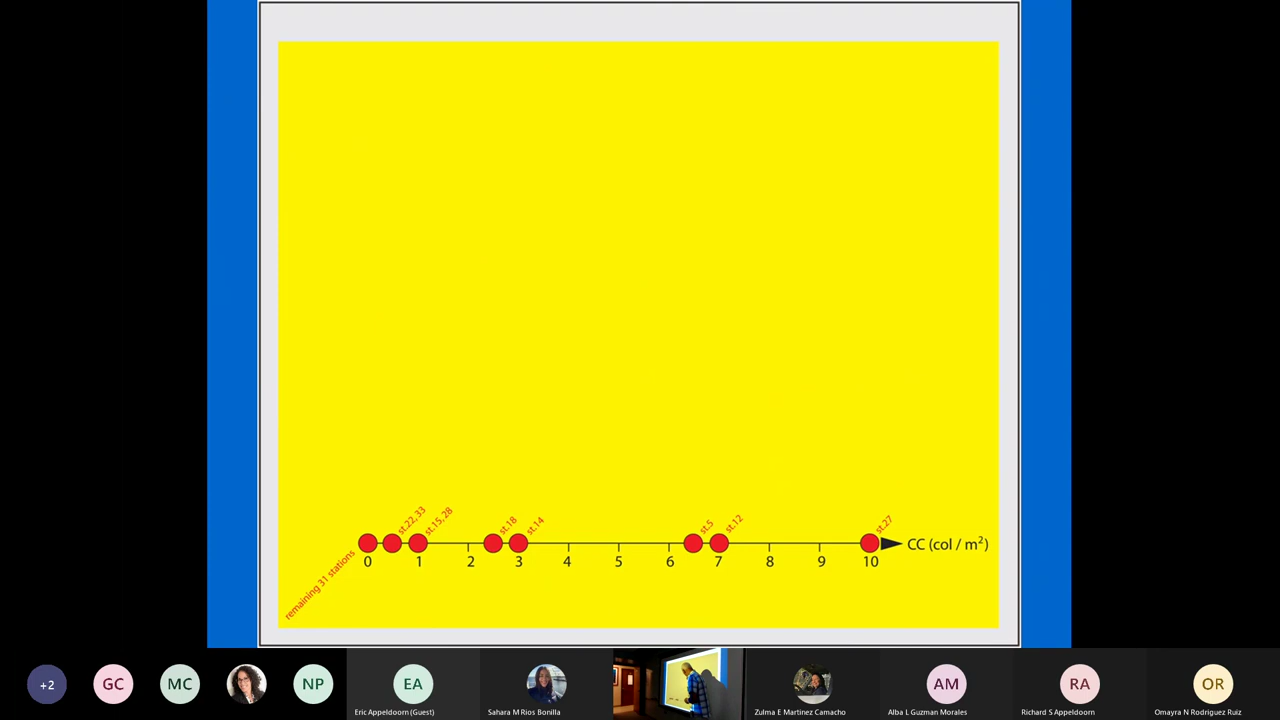 st.22,33
st.15,28
st.18
st.14
st.5
st.12
st.27
CC (col / m²)
0 1 2 3 4 5 6 7 8 9 10
remaining 31 stations
+2
GC
MC
NP
EA
AM
RA
OR
Eric Appeldoorn (Guest)
Sahara M Rios Bonilla
Zulma E Martinez Camacho
Alba L Guzman Morales
Richard S Appeldoorn
Omayra N Rodriguez Ruiz